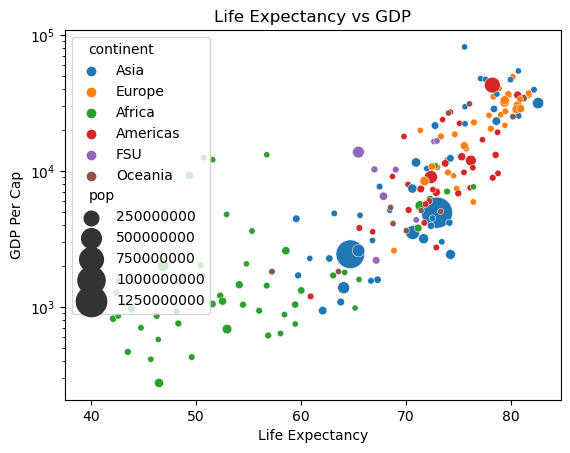 Life Expectancy vs GDP
continent
Asia
Europe
Africa
Americas
FSU
Oceania
pop
250000000
500000000
750000000
1000000000
1250000000
GDP Per Cap
10⁵
10⁴
10³
40 50 60 70 80
Life Expectancy